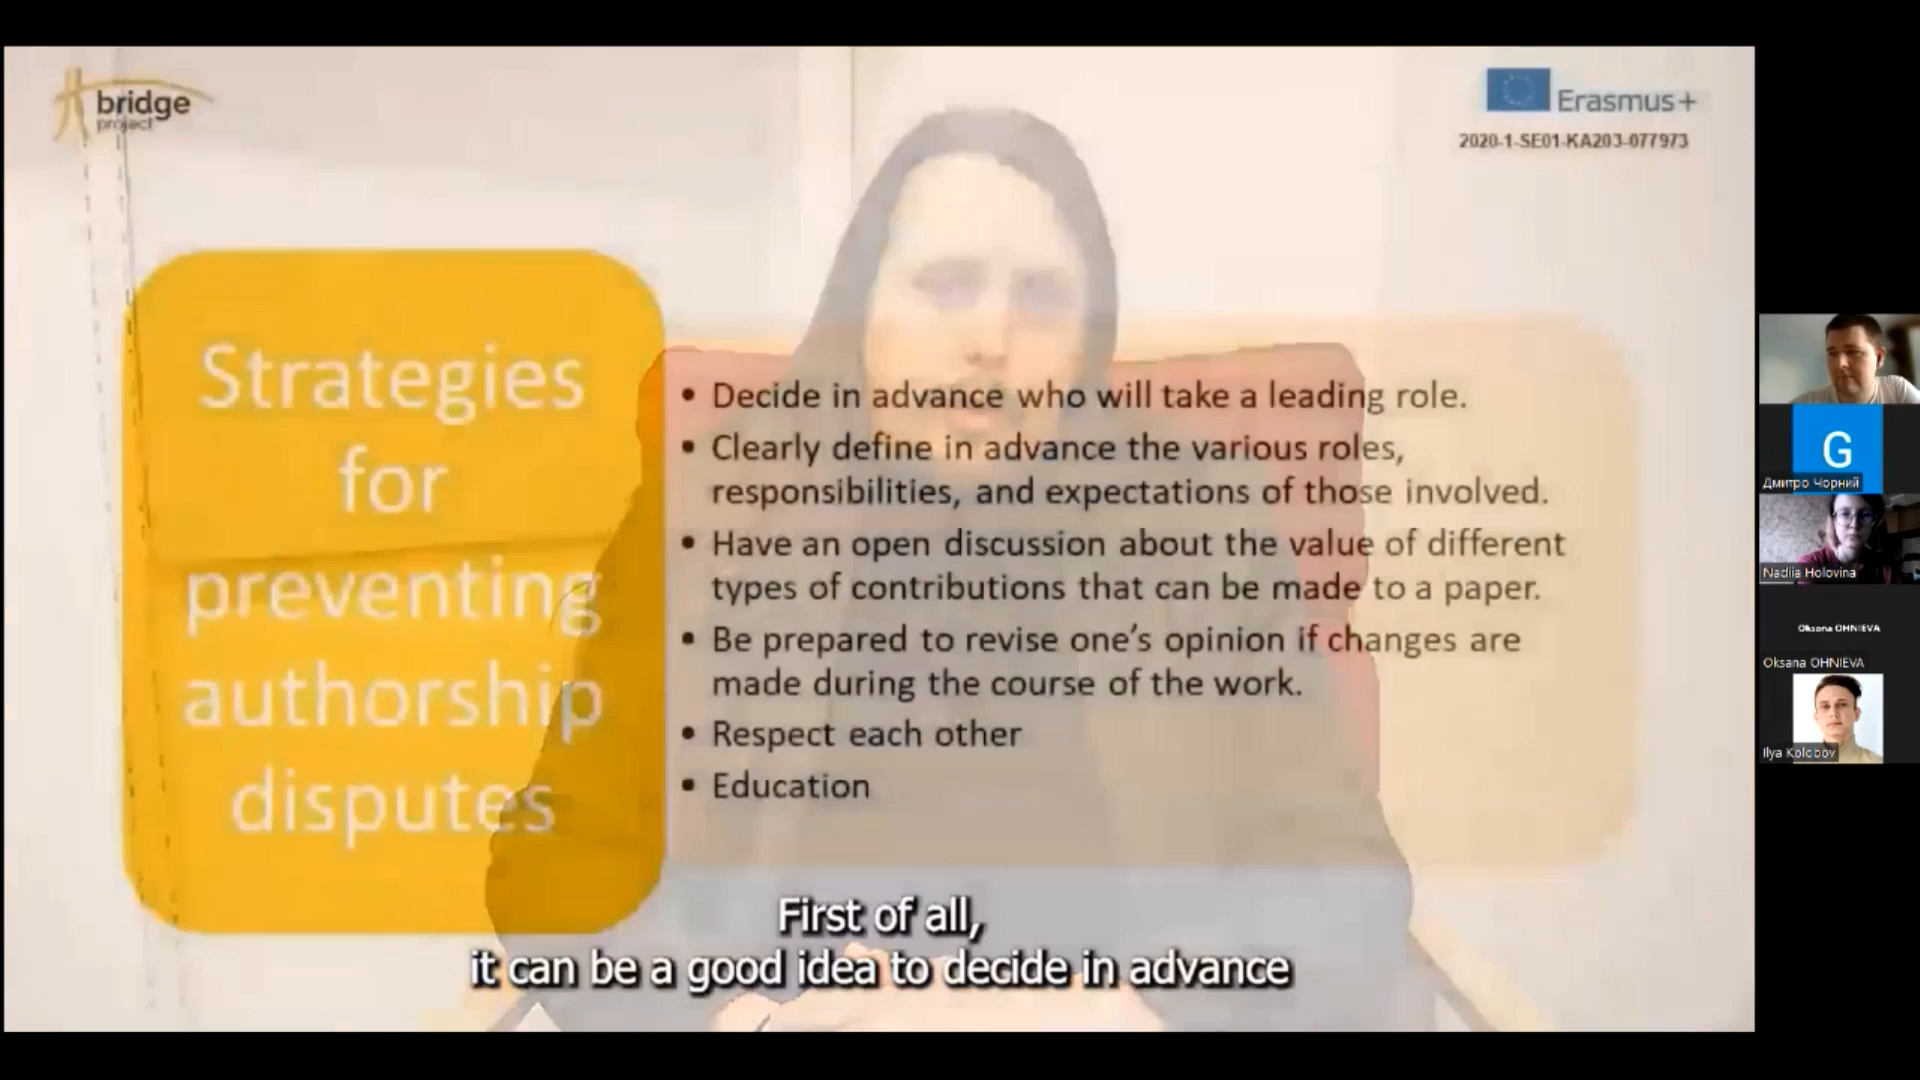 bridge
project
Erasmus+
2020-1-SE01-KA203-077973
Strategies
for
preventing
authorship
disputes
• Decide in advance who will take a leading role.
• Clearly define in advance the various roles,
responsibilities, and expectations of those involved.
• Have an open discussion about the value of different
types of contributions that can be made to a paper.
• Be prepared to revise one’s opinion if changes are
made during the course of the work.
• Respect each other
• Education
First of all,
it can be a good idea to decide in advance
G
Дмитро Чорний
Nadiia Holovina
Oksana OHNIEVA
Oksana OHNIEVA
Ilya Kolobov